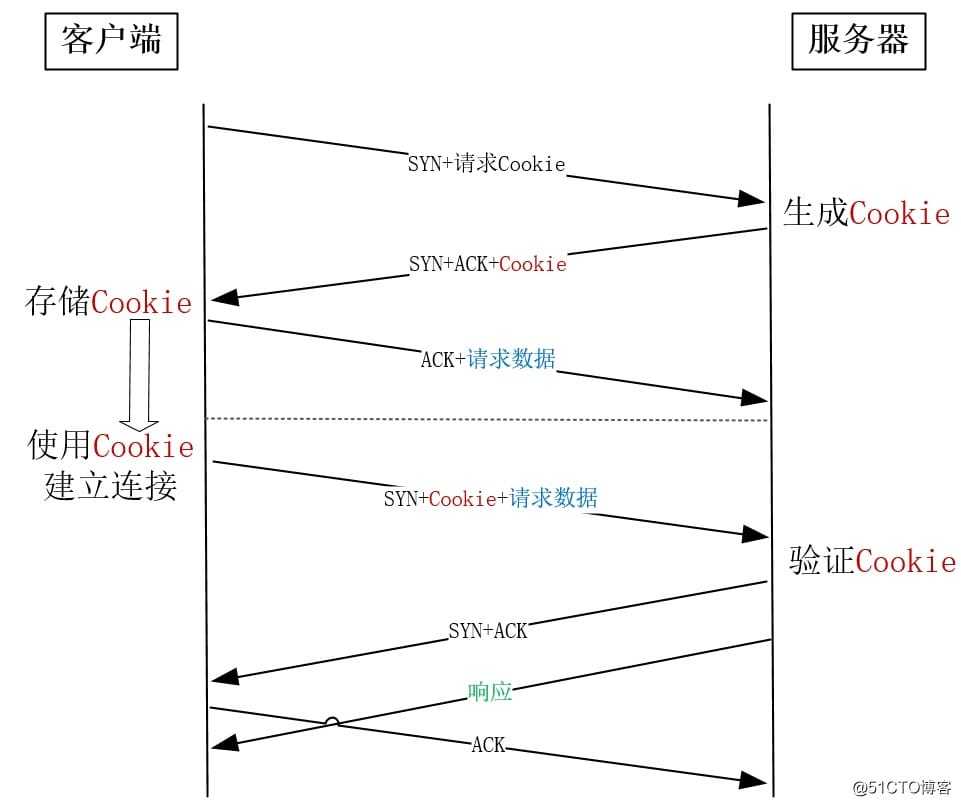 客户端
服务器
SYN+请求Cookie
生成Cookie
SYN+ACK+Cookie
存储Cookie
ACK+请求数据
使用Cookie
建立连接
SYN+Cookie+请求数据
验证Cookie
SYN+ACK
响应
ACK
@51CTO博客